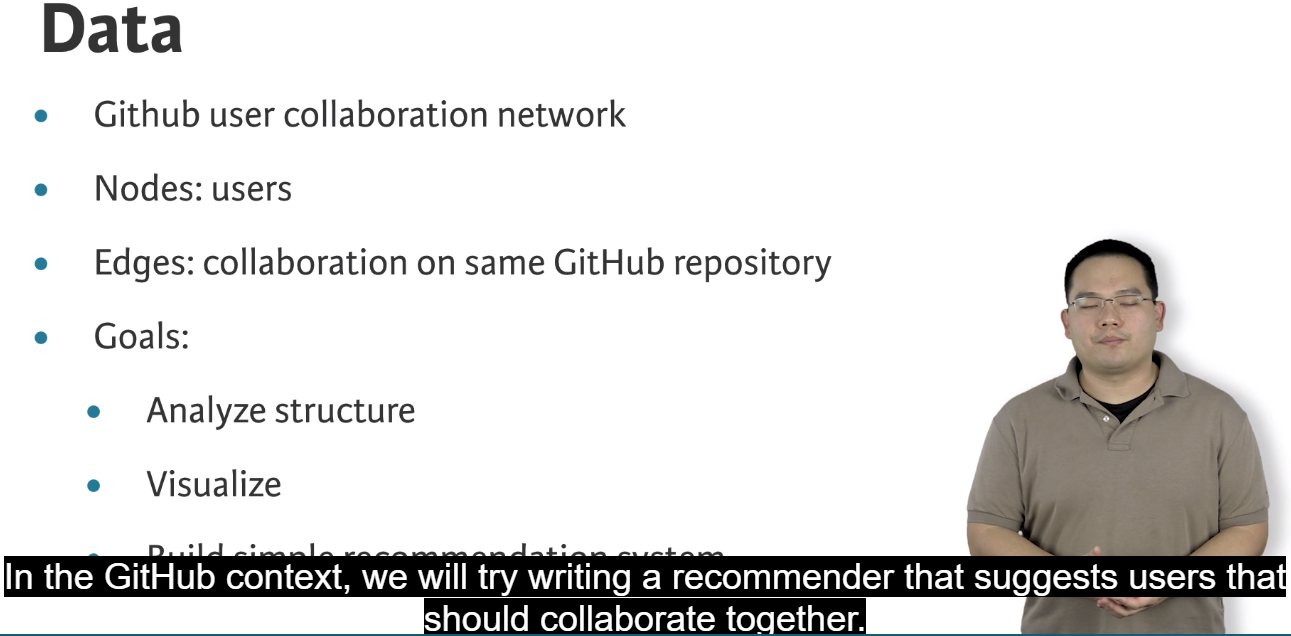 Data
Github user collaboration network
Nodes: users
Edges: collaboration on same GitHub repository
Goals:
Analyze structure
Visualize
Build simple recommendation system
In the GitHub context, we will try writing a recommender that suggests users that
should collaborate together.